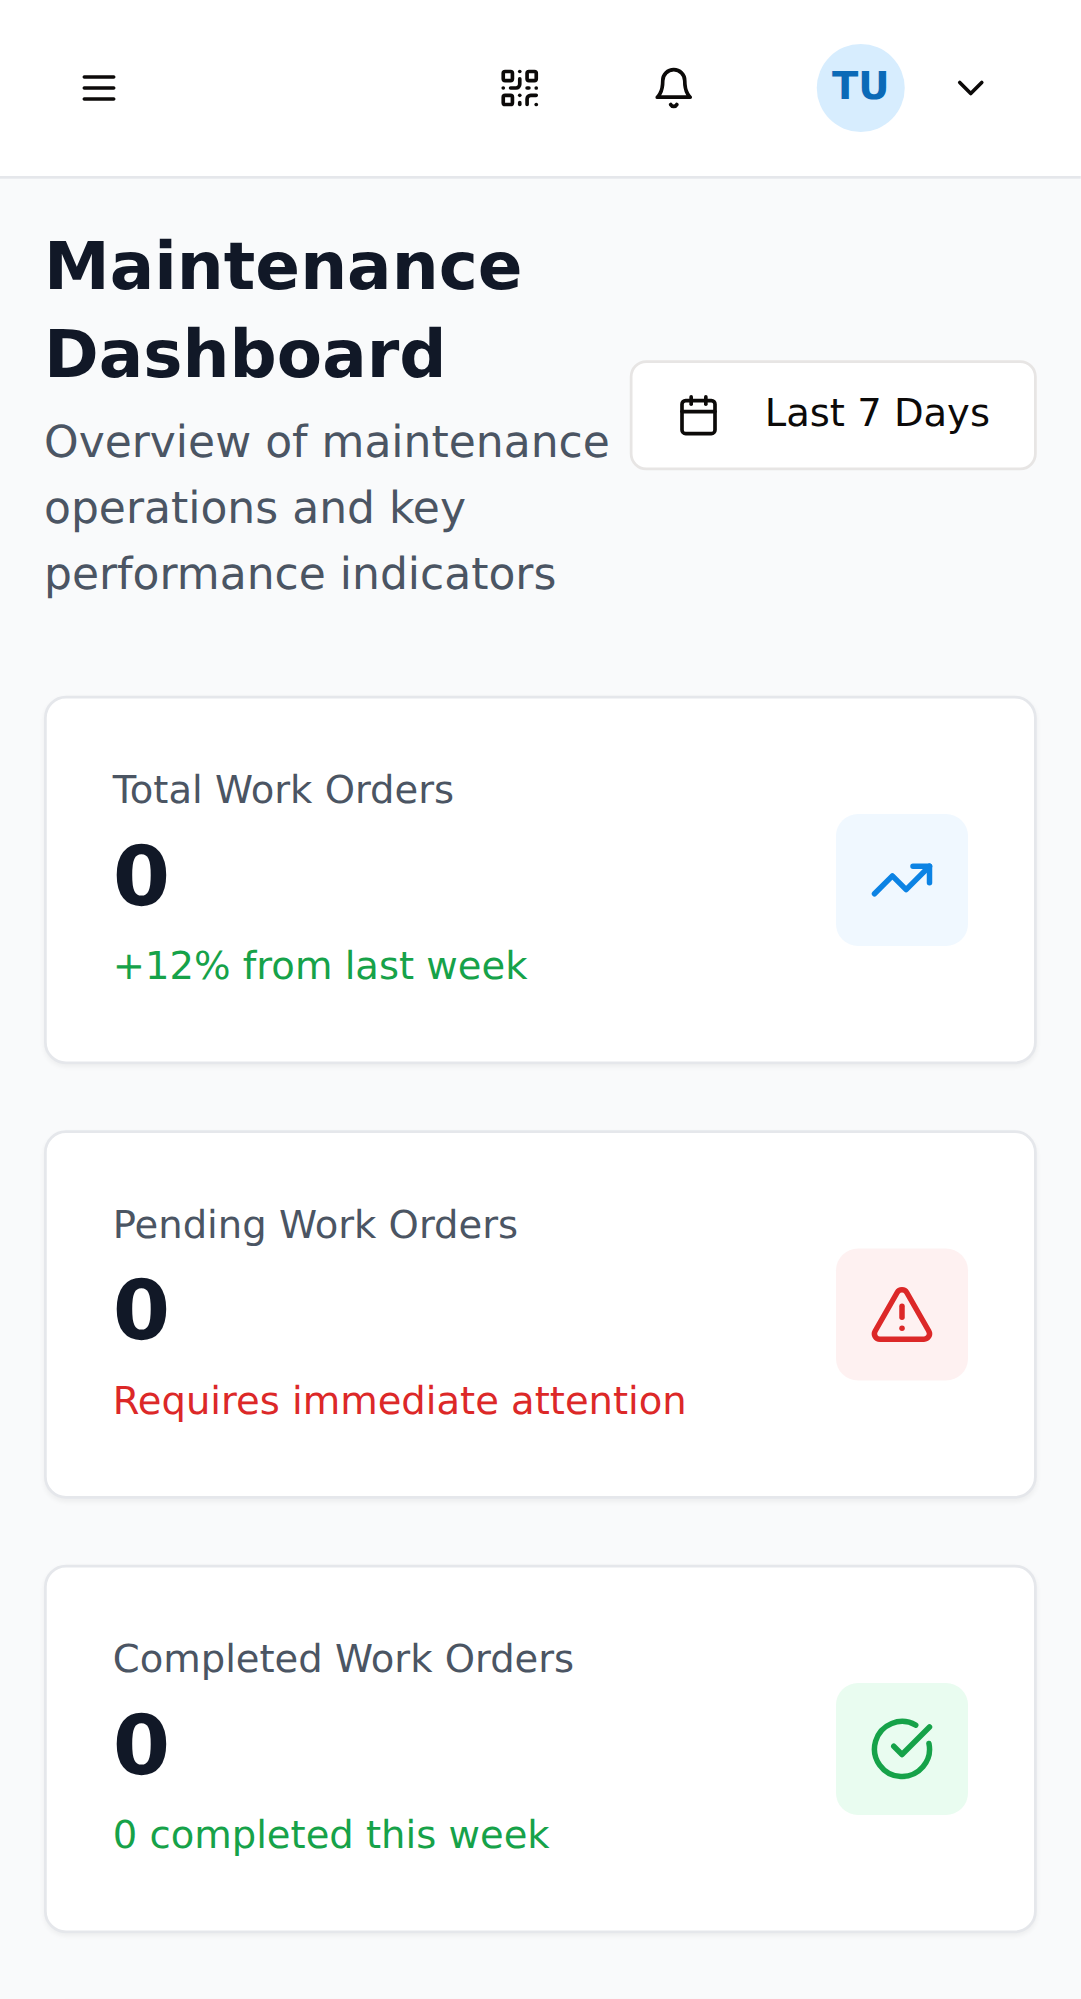 TU
Maintenance
Dashboard
Overview of maintenance
operations and key
performance indicators
Last 7 Days
Total Work Orders
0
+12% from last week
Pending Work Orders
0
Requires immediate attention
Completed Work Orders
0
0 completed this week